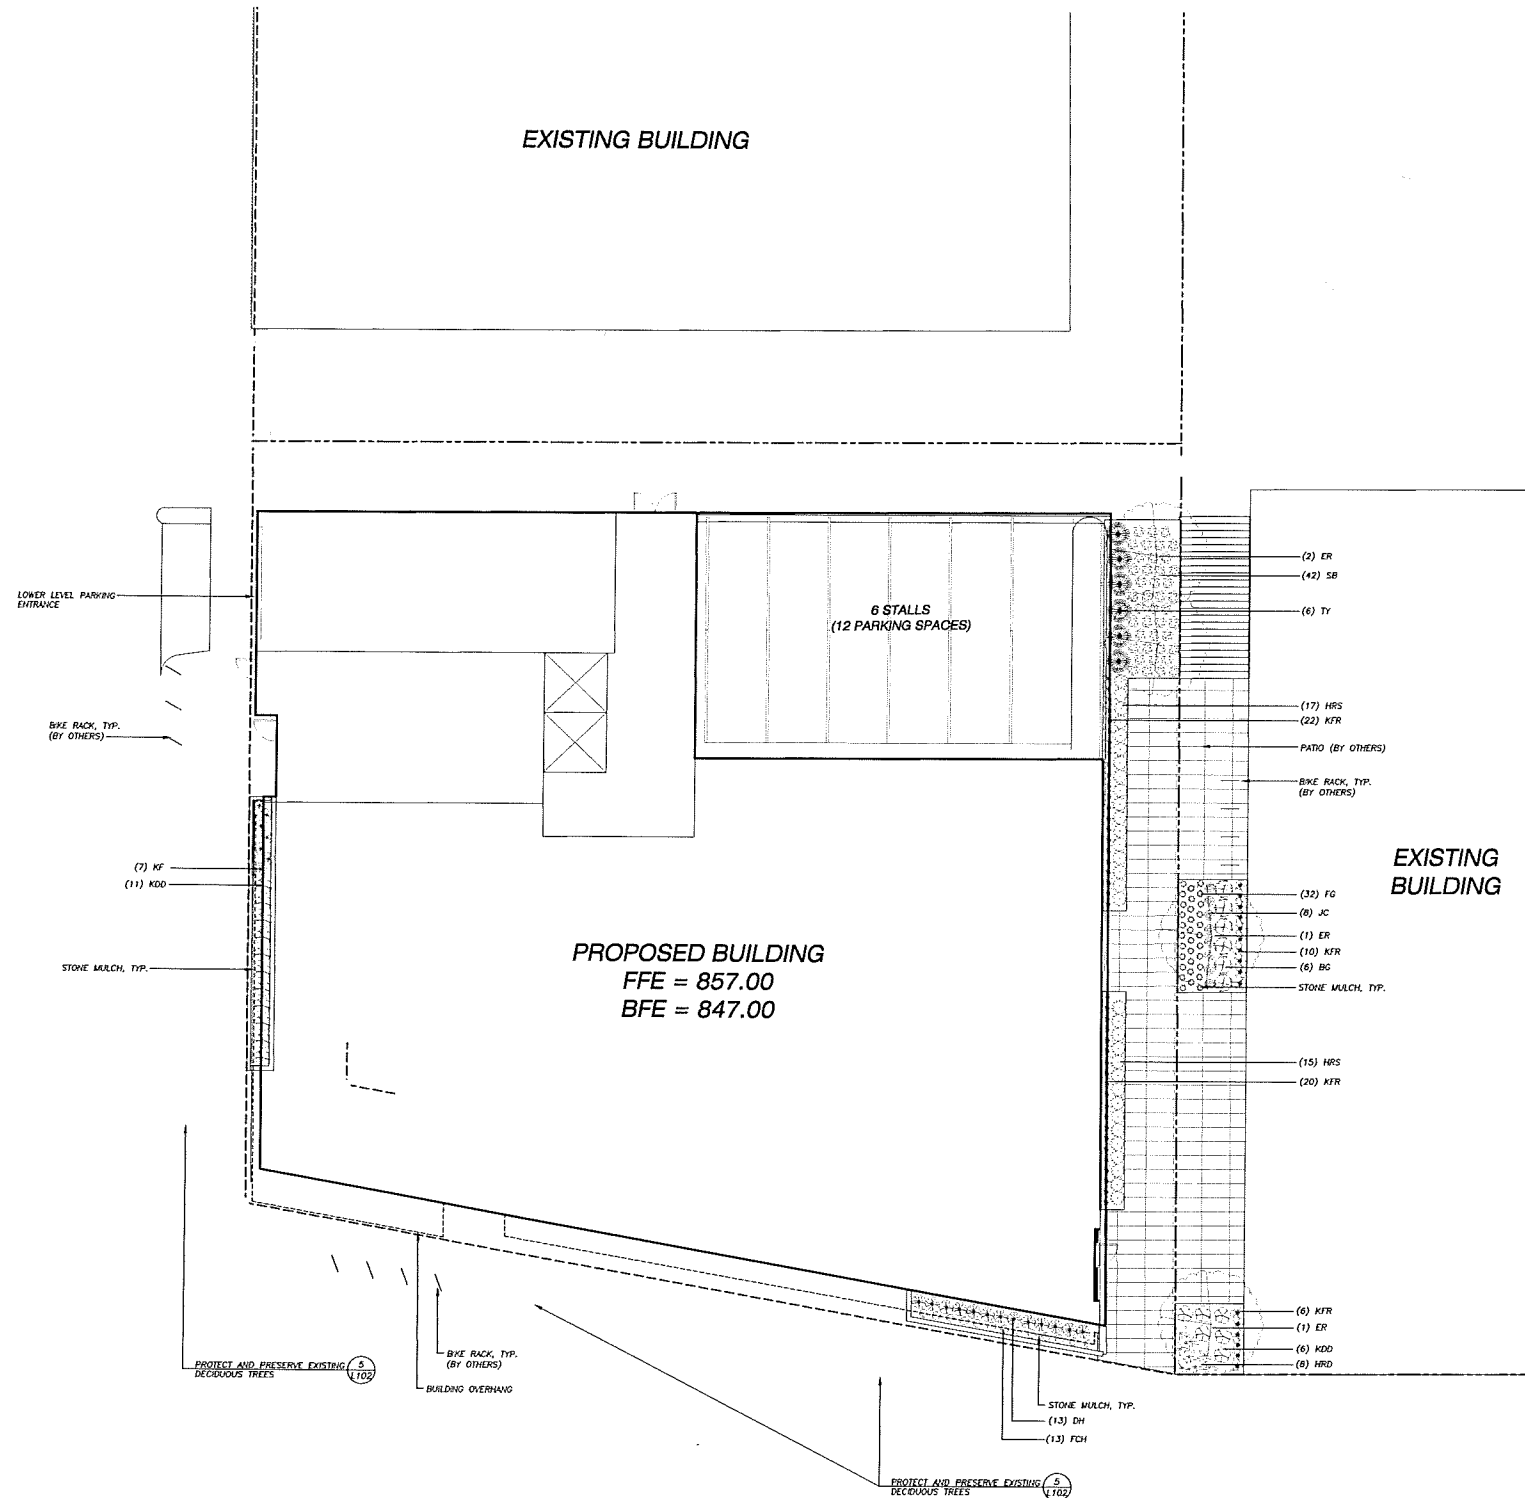 EXISTING BUILDING
LOWER LEVEL PARKING
ENTRANCE
6 STALLS
(12 PARKING SPACES)
(2) ER
(42) SB
(6) TY
BIKE RACK, TYP.
(BY OTHERS)
(17) HRS
(22) KFR
PATIO (BY OTHERS)
BIKE RACK, TYP.
(BY OTHERS)
EXISTING
BUILDING
(7) KF
(11) KDD
STONE MULCH, TYP.
PROPOSED BUILDING
FFE = 857.00
BFE = 847.00
(32) FG
(8) JC
(1) ER
(10) KFR
(6) BG
STONE MULCH, TYP.
(15) HRS
(20) KFR
(6) KFR
(1) ER
(6) KDD
(8) HRD
PROTECT AND PRESERVE EXISTING
DECIDUOUS TREES
5
L102
BIKE RACK, TYP.
(BY OTHERS)
BUILDING OVERHANG
STONE MULCH, TYP.
(13) DH
(13) FCH
PROTECT AND PRESERVE EXISTING
DECIDUOUS TREES
5
L102